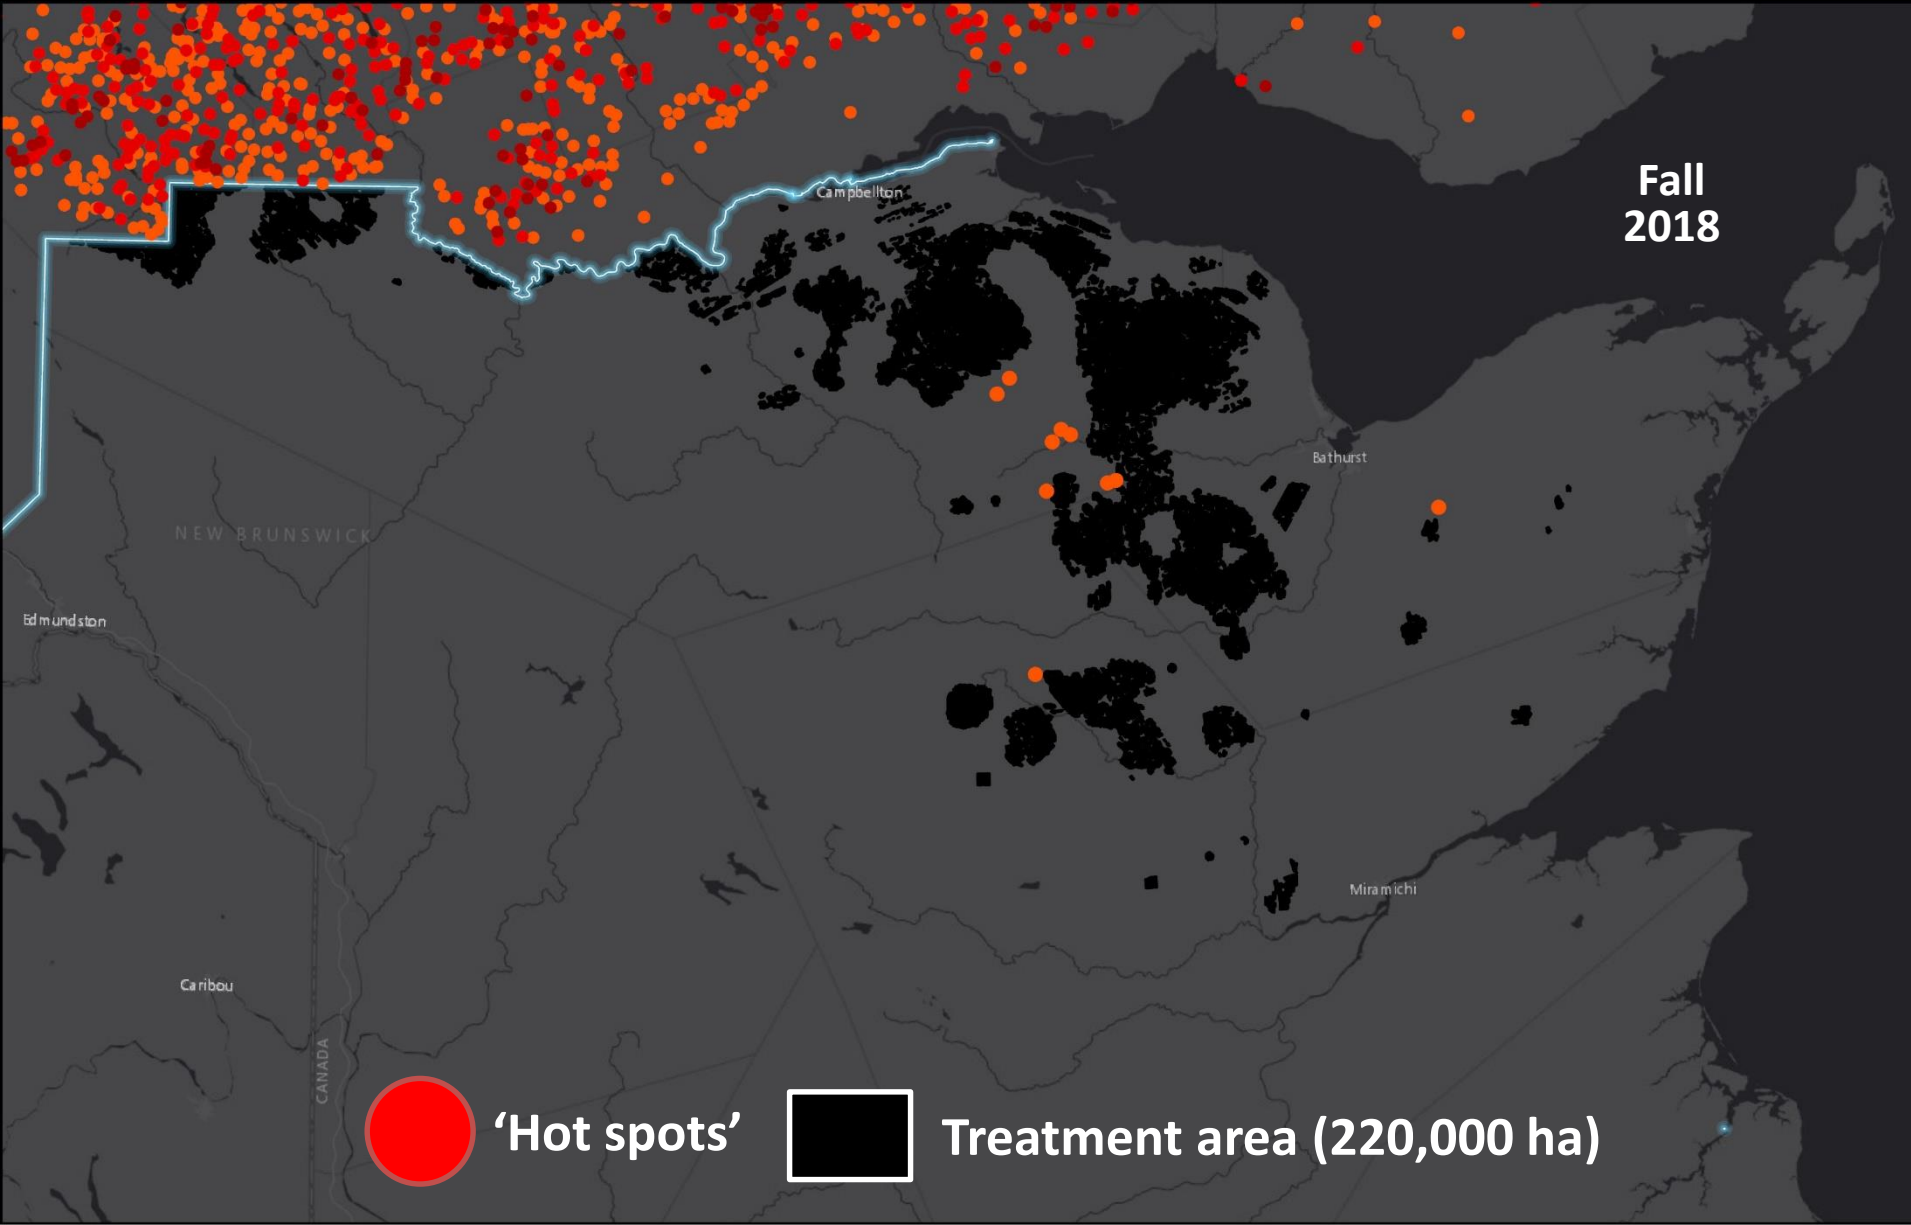 Fall
2018
Campbellton
Bathurst
NEW BRUNSWICK
Edmundston
Miramichi
Caribou
CANADA
‘Hot spots’
Treatment area (220,000 ha)